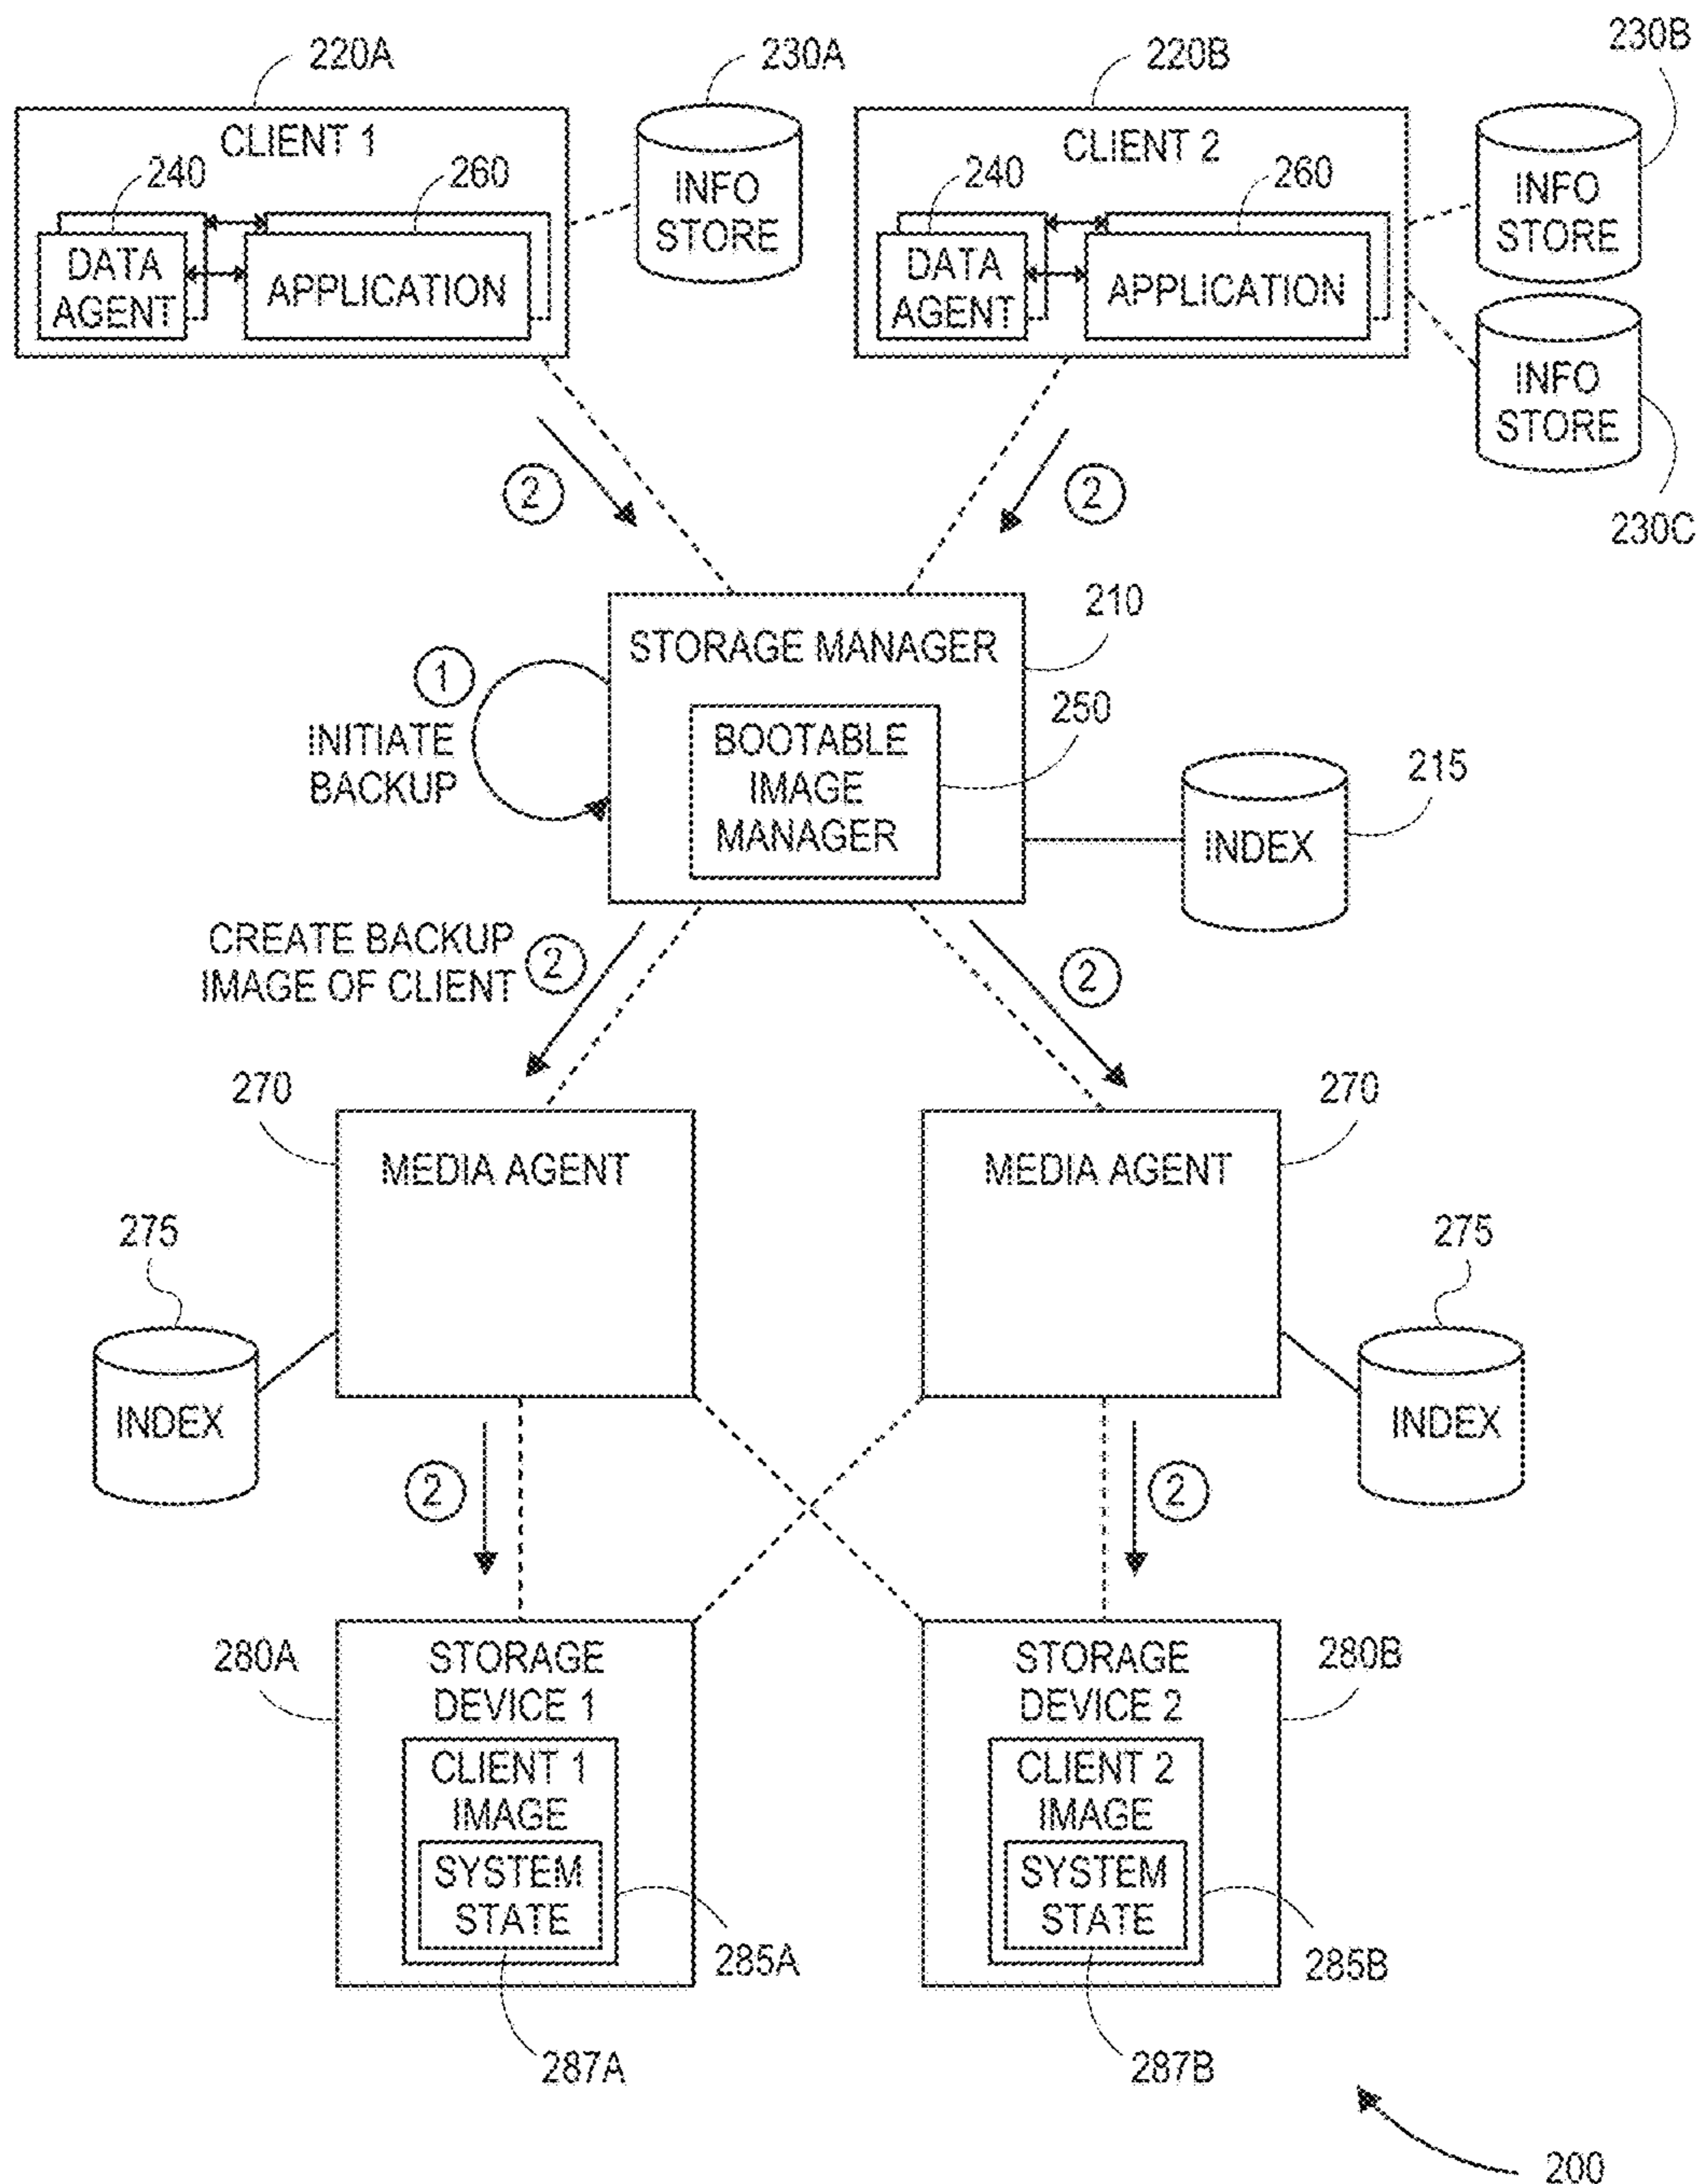 220A
230A
220B
230B
CLIENT 1
240
260
DATA
AGENT
APPLICATION
INFO
STORE
CLIENT 2
240
260
DATA
AGENT
APPLICATION
INFO
STORE
INFO
STORE
230C
2
2
210
STORAGE MANAGER
1
INITIATE
BACKUP
250
BOOTABLE
IMAGE
MANAGER
215
INDEX
CREATE BACKUP
IMAGE OF CLIENT
2
2
270
MEDIA AGENT
270
MEDIA AGENT
275
INDEX
275
INDEX
2
2
280A
STORAGE
DEVICE 1
CLIENT 1
IMAGE
SYSTEM
STATE
285A
287A
280B
STORAGE
DEVICE 2
CLIENT 2
IMAGE
SYSTEM
STATE
285B
287B
200